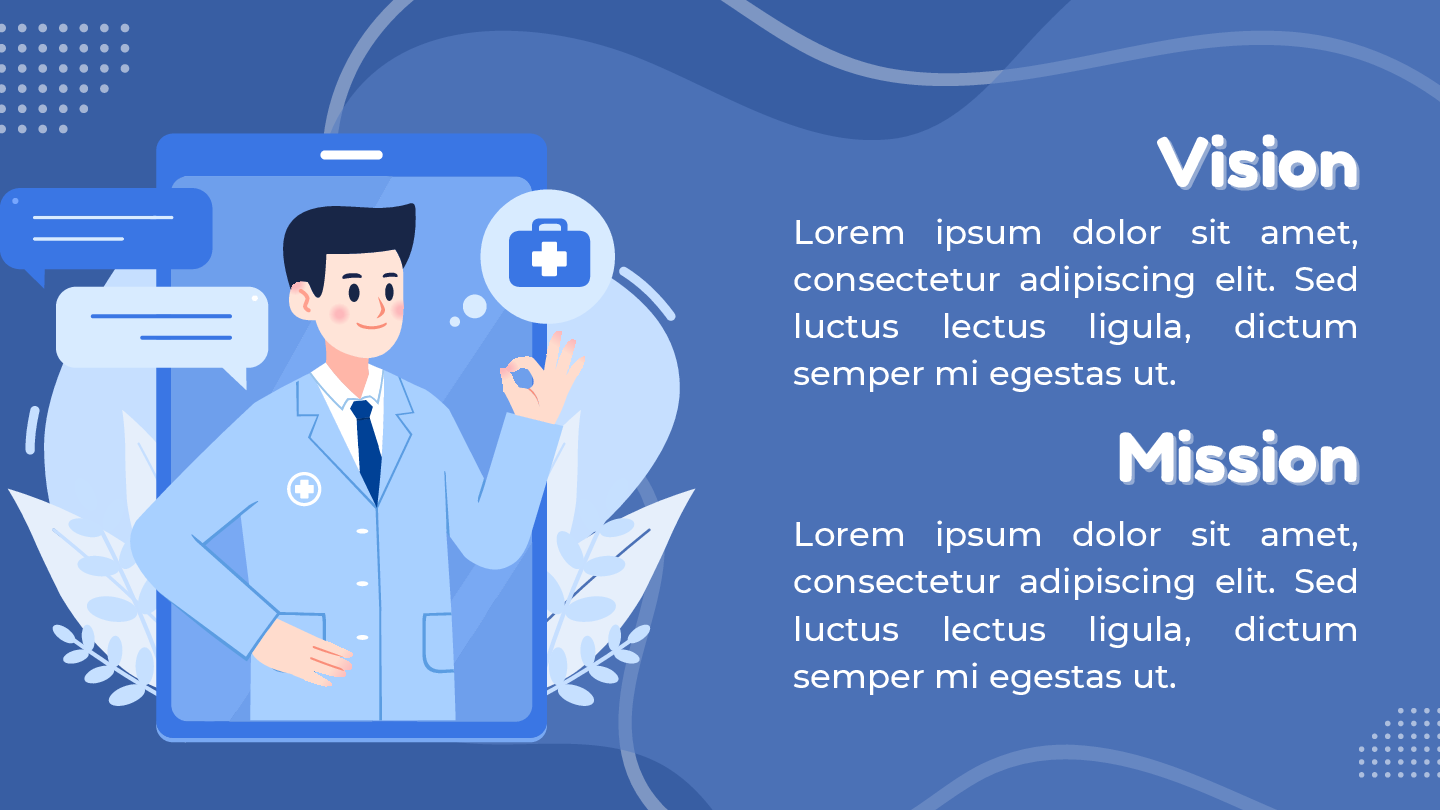 Vision
Lorem ipsum dolor sit amet,
consectetur adipiscing elit. Sed
luctus lectus ligula, dictum
semper mi egestas ut.
Mission
Lorem ipsum dolor sit amet,
consectetur adipiscing elit. Sed
luctus lectus ligula, dictum
semper mi egestas ut.